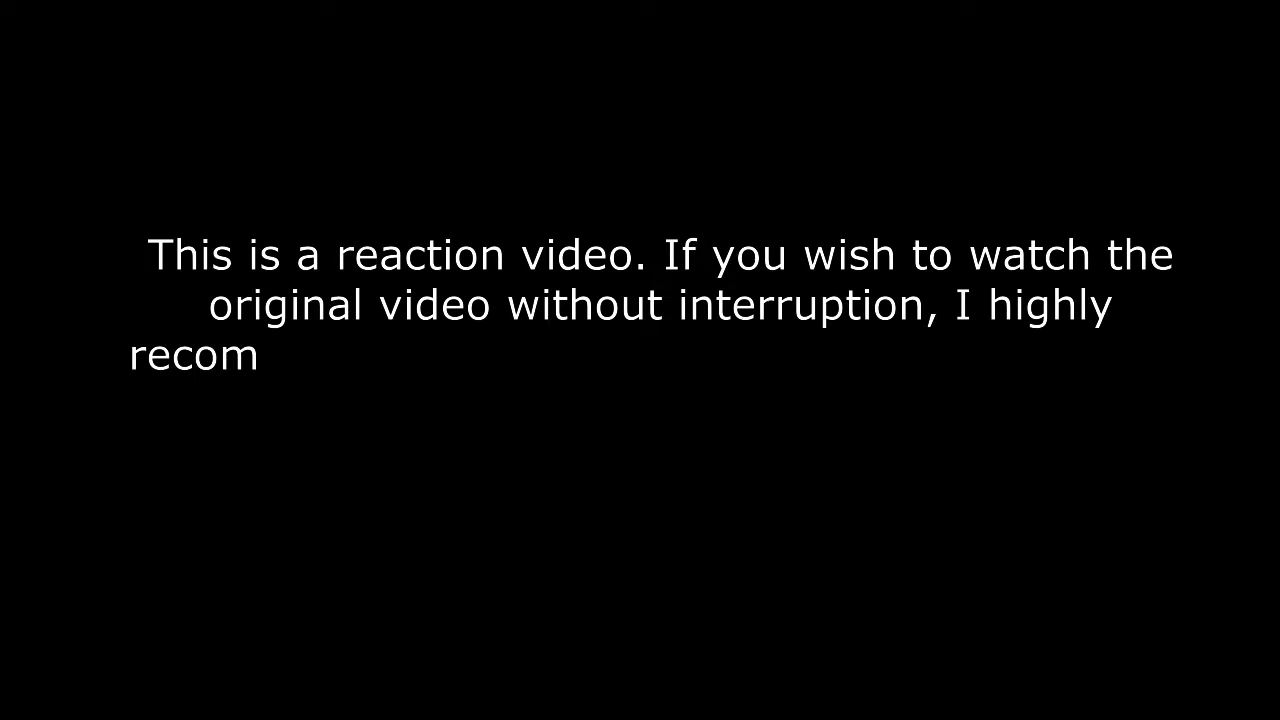 This is a reaction video. If you wish to watch the
original video without interruption, I highly
recom